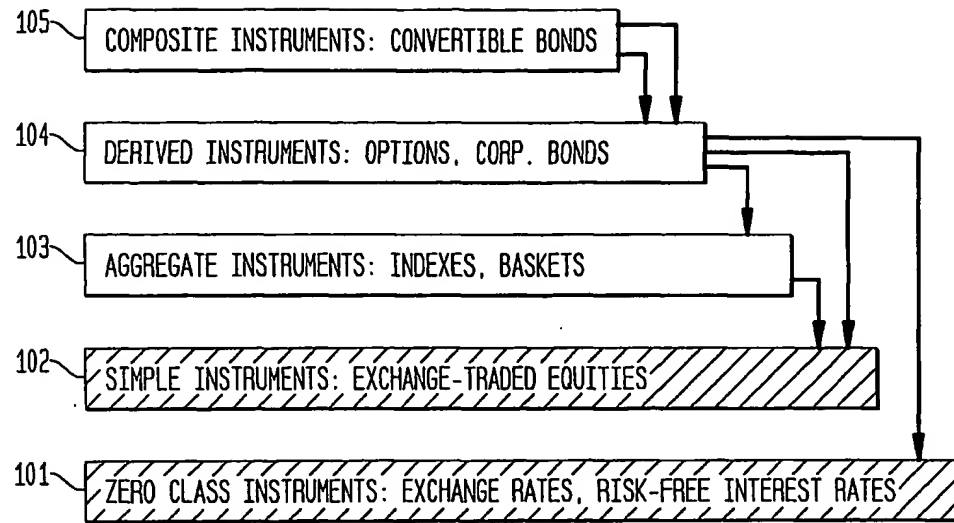 105
COMPOSITE INSTRUMENTS: CONVERTIBLE BONDS
104
DERIVED INSTRUMENTS: OPTIONS, CORP. BONDS
103
AGGREGATE INSTRUMENTS: INDEXES, BASKETS
102
SIMPLE INSTRUMENTS: EXCHANGE-TRADED EQUITIES
101
ZERO CLASS INSTRUMENTS: EXCHANGE RATES, RISK-FREE INTEREST RATES